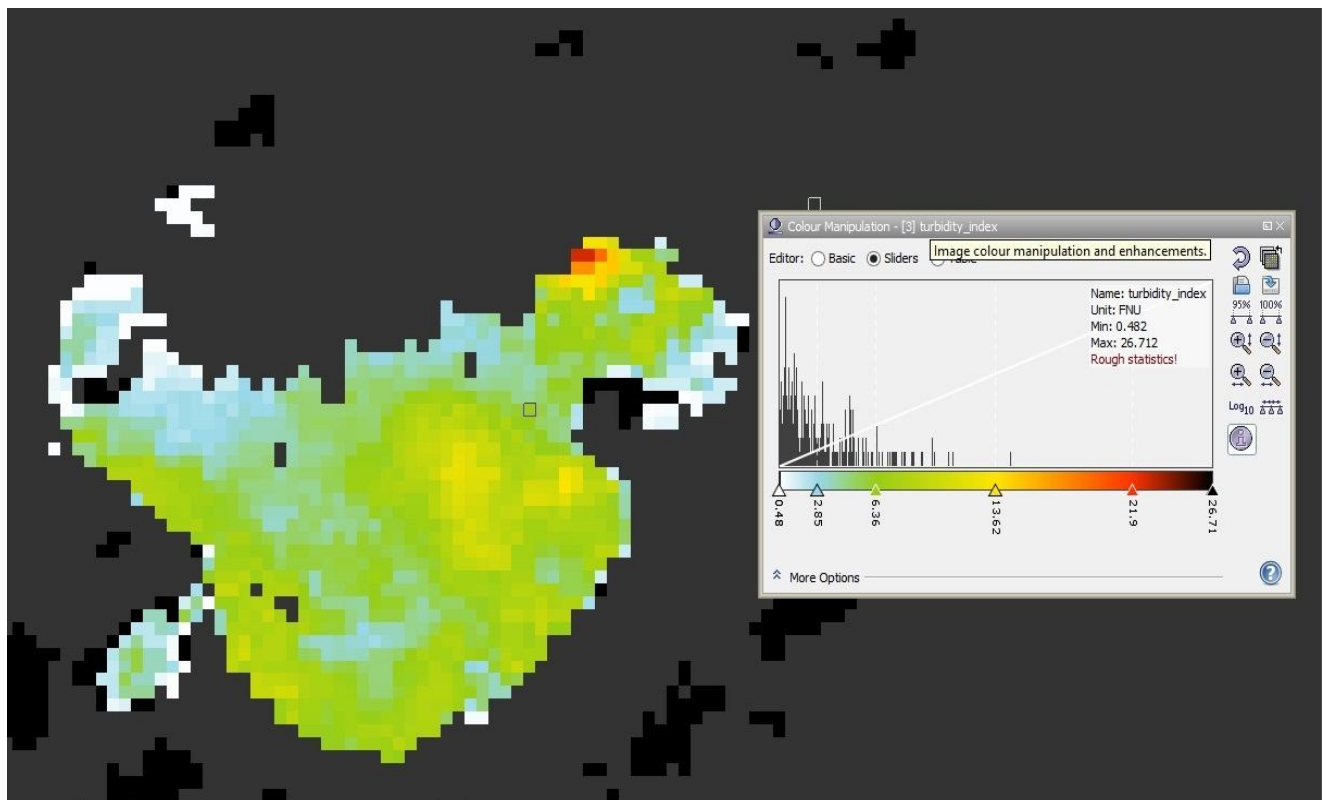 Colour Manipulation - [3] turbidity_index
Image colour manipulation and enhancements.
Editor: Basic Sliders Table
Name: turbidity_index
Unit: FNU
Min: 0.482
Max: 26.712
Rough statistics!
95% 100%
Log10
0.48 2.85 6.36 13.62 21.9 26.71
More Options